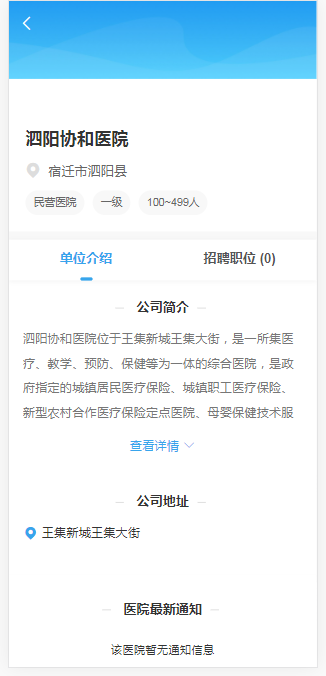 泗阳协和医院
宿迁市泗阳县
民营医院 一级 100~499人
单位介绍 招聘职位 (0)
公司简介
泗阳协和医院位于王集新城王集大街，是一所集医
疗、教学、预防、保健等为一体的综合医院，是政
府指定的城镇居民医疗保险、城镇职工医疗保险、
新型农村合作医疗保险定点医院、母婴保健技术服
查看详情
公司地址
王集新城王集大街
医院最新通知
该医院暂无通知信息